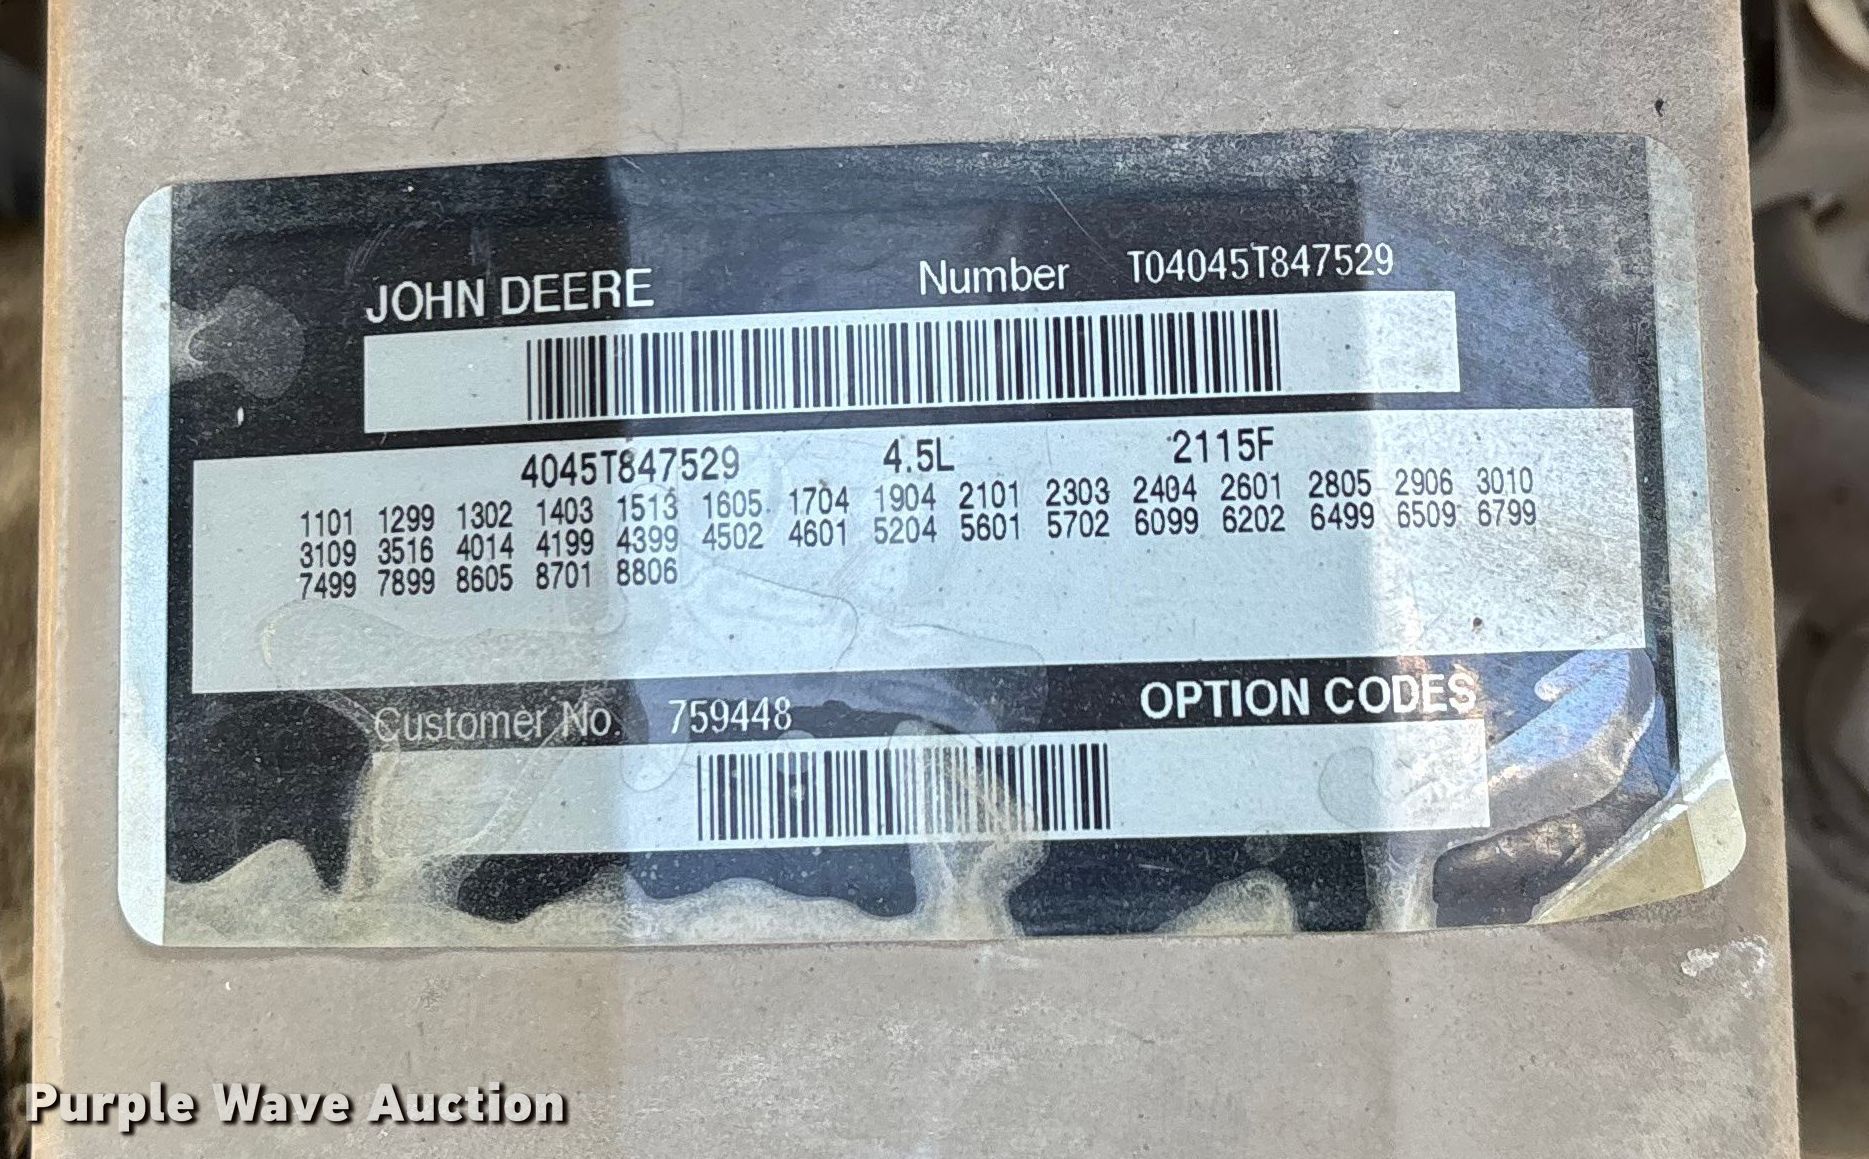 JOHN DEERE Number T04045T847529
4045T847529 4.5L 2115F
1101 1299 1302 1403 1513 1605 1704 1904 2101 2303 2404 2601 2805 2906 3010
3109 3516 4014 4199 4399 4502 4601 5204 5601 5702 6099 6202 6499 6509 6799
7499 7899 8605 8701 8806
Customer No. 759448 OPTION CODES
Purple Wave Auction